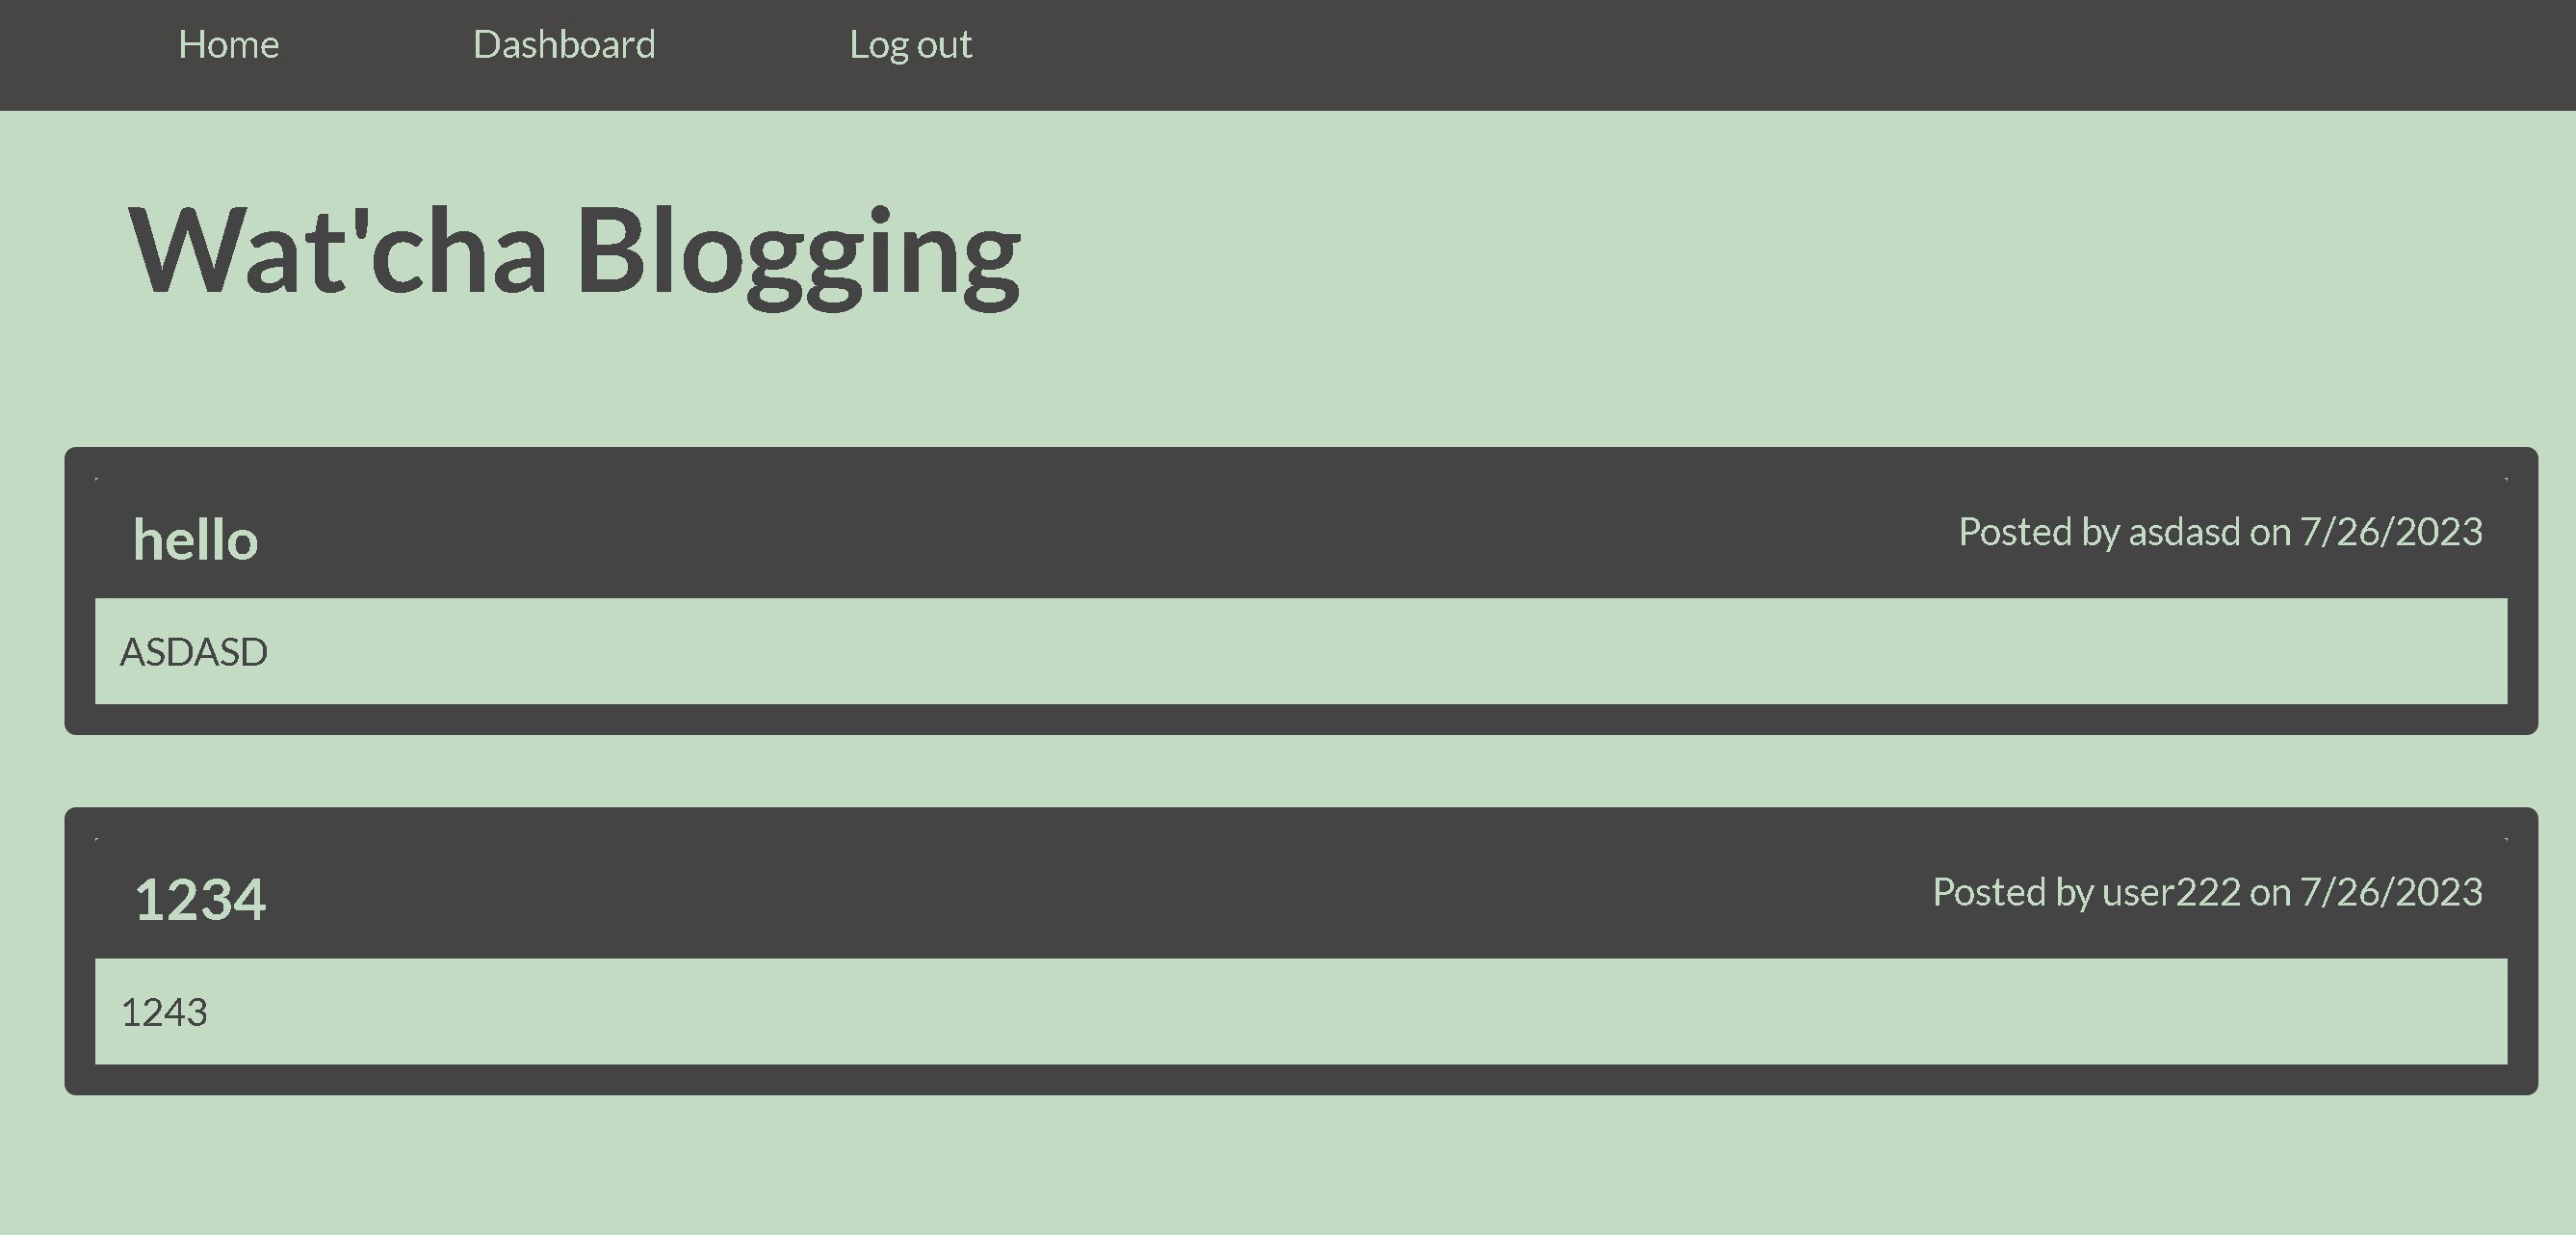 Home Dashboard Log out
Wat'cha Blogging
hello Posted by asdasd on 7/26/2023
ASDASD
1234 Posted by user222 on 7/26/2023
1243